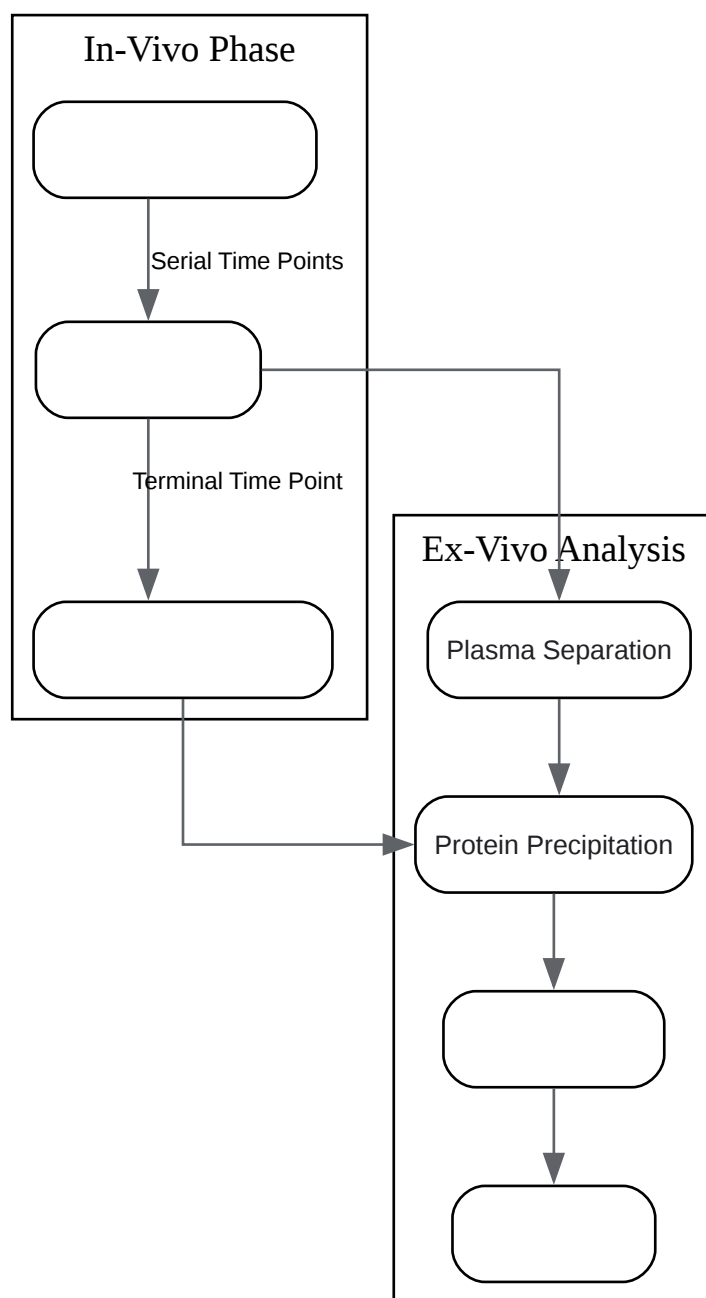 In-Vivo Phase
Serial Time Points
Terminal Time Point
Ex-Vivo Analysis
Plasma Separation
Protein Precipitation